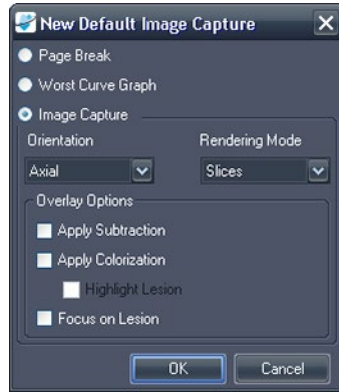 New Default Image Capture
Page Break
Worst Curve Graph
Image Capture
Orientation Rendering Mode
Axial Slices
Overlay Options
Apply Subtraction
Apply Colorization
Highlight Lesion
Focus on Lesion
OK Cancel